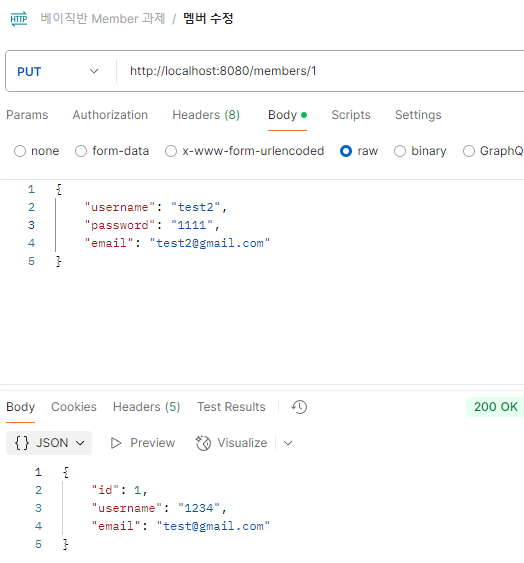 HTTP 베이직반 Member 과제 / 멤버 수정
PUT http://localhost:8080/members/1
Params Authorization Headers (8) Body Scripts Settings
none form-data x-www-form-urlencoded raw binary GraphQ
1 {
2 "username": "test2",
3 "password": "1111",
4 "email": "test2@gmail.com"
5 }
Body Cookies Headers (5) Test Results 200 OK
{} JSON Preview Visualize
1 {
2 "id": 1,
3 "username": "1234",
4 "email": "test@gmail.com"
5 }